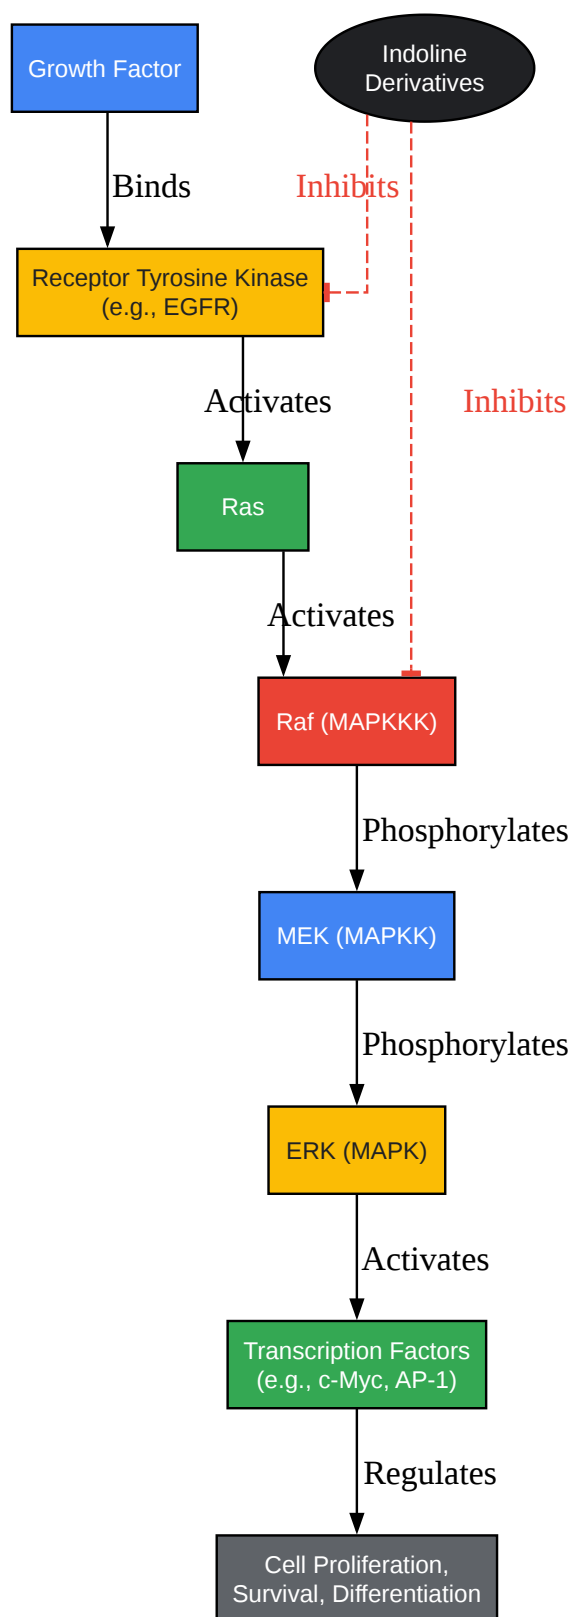 Growth Factor
Indoline
Derivatives
Binds
Inhibits
Receptor Tyrosine Kinase
(e.g., EGFR)
Activates
Inhibits
Ras
Activates
Raf (MAPKKK)
Phosphorylates
MEK (MAPKK)
Phosphorylates
ERK (MAPK)
Activates
Transcription Factors
(e.g., c-Myc, AP-1)
Regulates
Cell Proliferation,
Survival, Differentiation